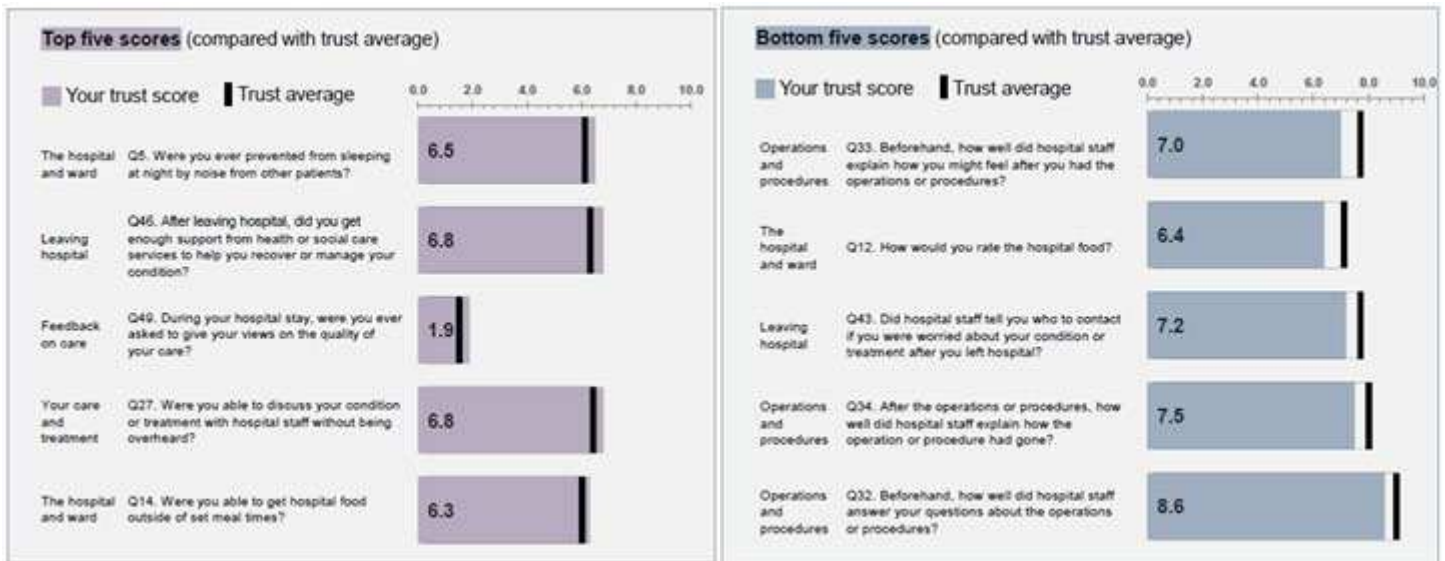 Top five scores (compared with trust average)
Your trust score Trust average
0.0 2.0 4.0 6.0 8.0 10.0
The hospital
and ward
Q5. Were you ever prevented from sleeping
at night by noise from other patients?
6.5
Leaving
hospital
Q46. After leaving hospital, did you get
enough support from health or social care
services to help you recover or manage your
condition?
6.8
Feedback
on care
Q49. During your hospital stay, were you ever
asked to give your views on the quality of
your care?
1.9
Your care
and
treatment
Q27. Were you able to discuss your condition
or treatment with hospital staff without being
overheard?
6.8
The hospital
and ward
Q14. Were you able to get hospital food
outside of set meal times?
6.3
Bottom five scores (compared with trust average)
Your trust score Trust average
0.0 2.0 4.0 6.0 8.0 10.0
Operations
and
procedures
Q33. Beforehand, how well did hospital staff
explain how you might feel after you had the
operations or procedures?
7.0
The
hospital
and ward
Q12. How would you rate the hospital food?
6.4
Leaving
hospital
Q43. Did hospital staff tell you who to contact
if you were worried about your condition or
treatment after you left hospital?
7.2
Operations
and
procedures
Q34. After the operations or procedures, how
well did hospital staff explain how the
operation or procedure had gone?
7.5
Operations
and
procedures
Q32. Beforehand, how well did hospital staff
answer your questions about the operations
or procedures?
8.6